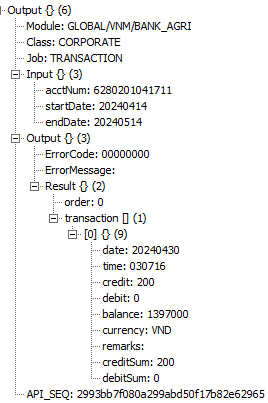 Output {} (6)
Module: GLOBAL/VNM/BANK_AGRI
Class: CORPORATE
Job: TRANSACTION
Input {} (3)
acctNum: 6280201041711
startDate: 20240414
endDate: 20240514
Output {} (3)
ErrorCode: 00000000
ErrorMessage:
Result {} (2)
order: 0
transaction [] (1)
[0] {} (9)
date: 20240430
time: 030716
credit: 200
debit: 0
balance: 1397000
currency: VND
remarks:
creditSum: 200
debitSum: 0
API_SEQ: 2993bb7f080a299abd50f17b82e62965